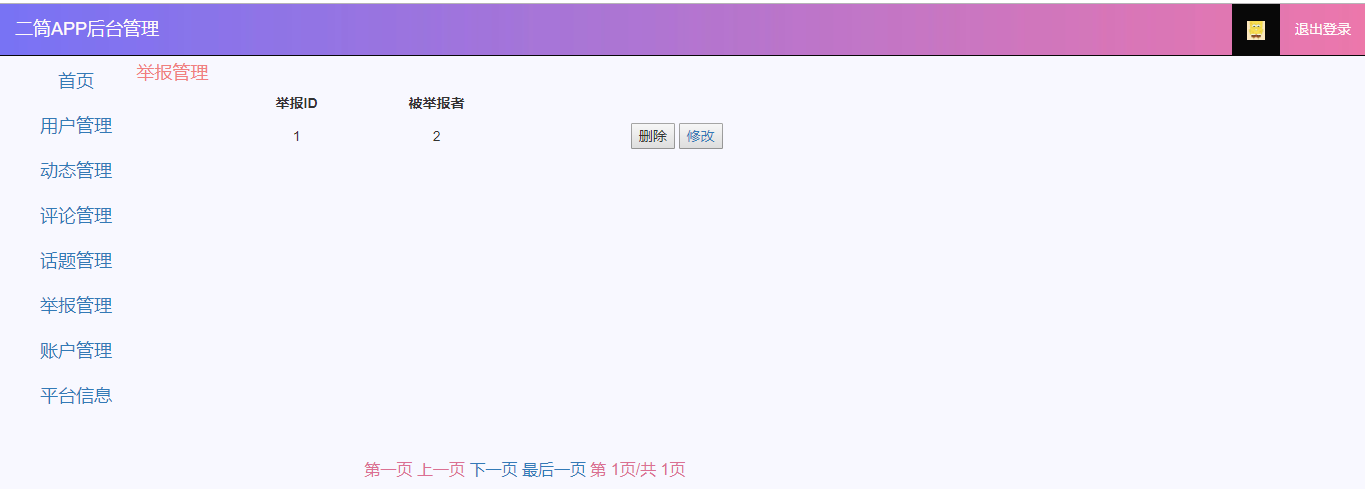 二筒APP后台管理 退出登录
首页
用户管理
动态管理
评论管理
话题管理
举报管理
账户管理
平台信息
举报管理
举报ID 被举报者
1 2 删除 修改
第一页 上一页 下一页 最后一页 第 1页/共 1页